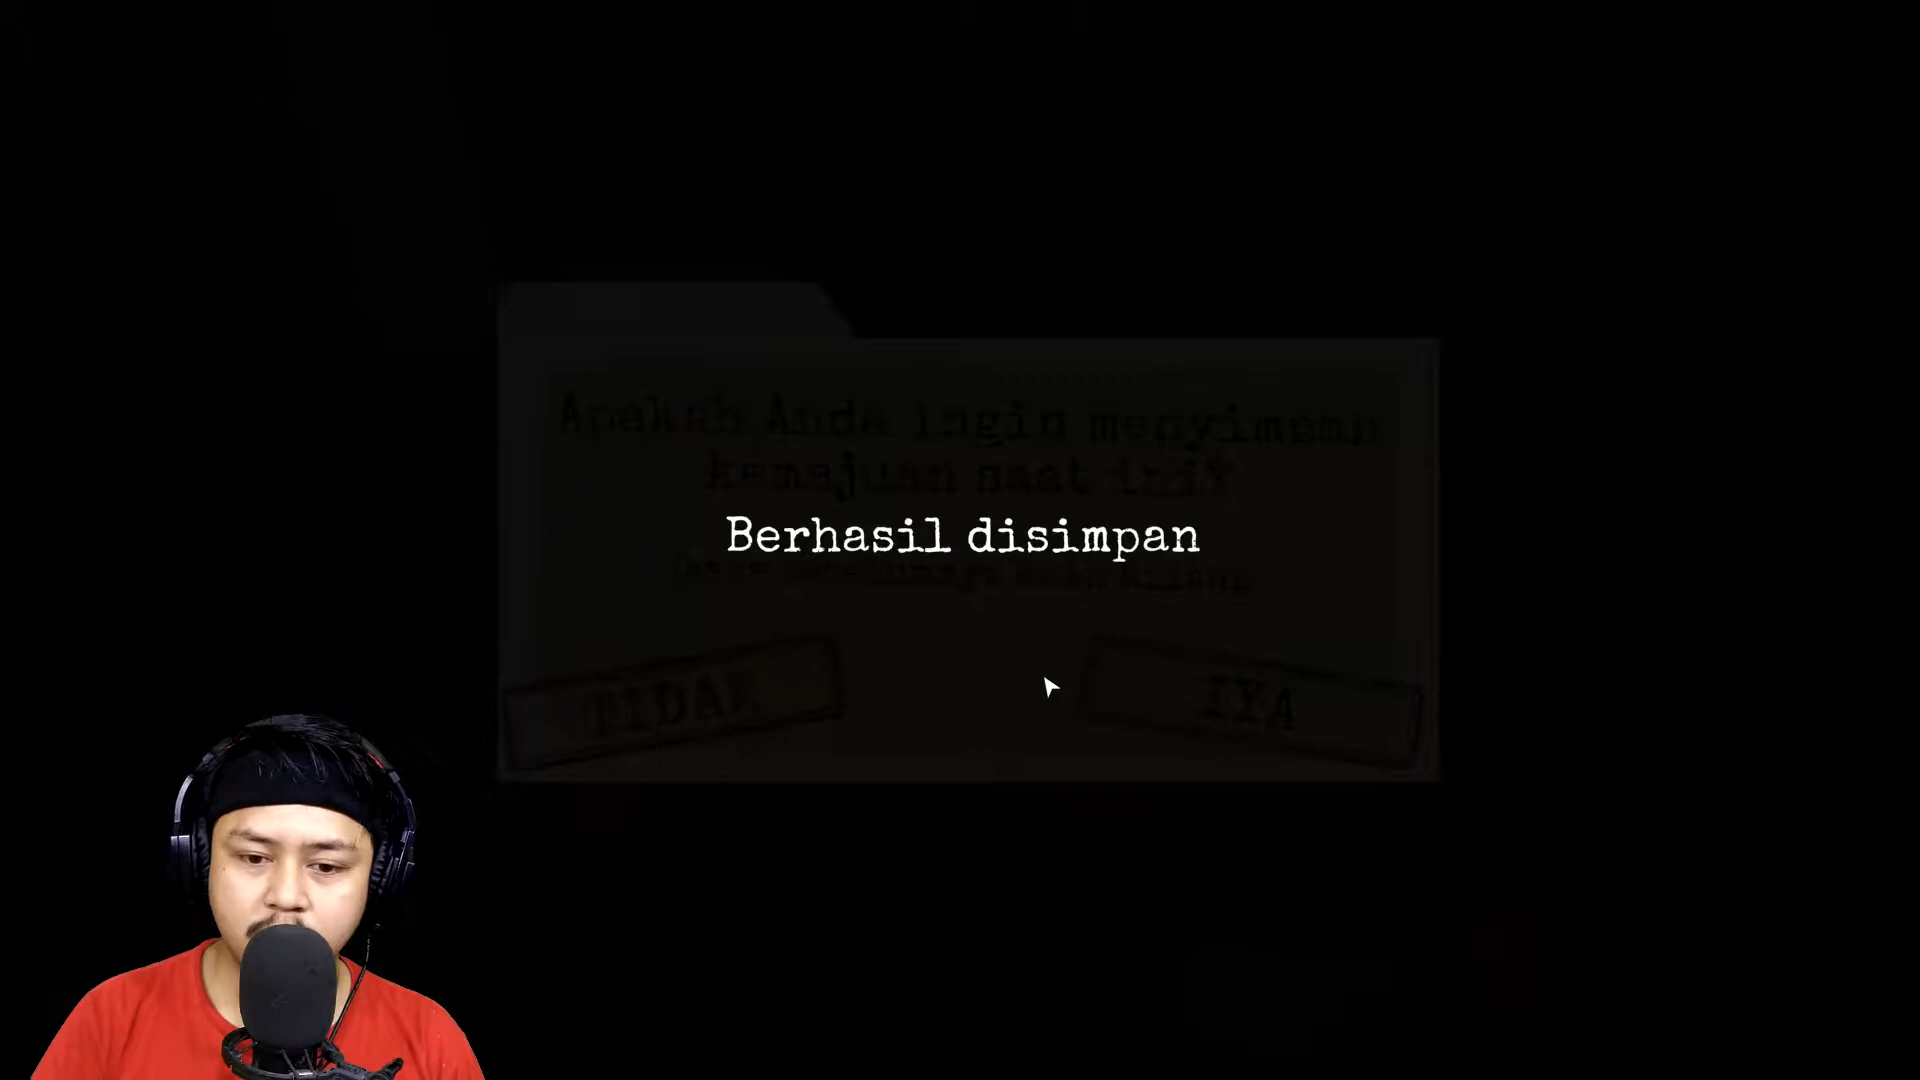 Apakah Anda ingin menyimpan
kemajuan saat ini?
Berhasil disimpan
TIDAK
IYA